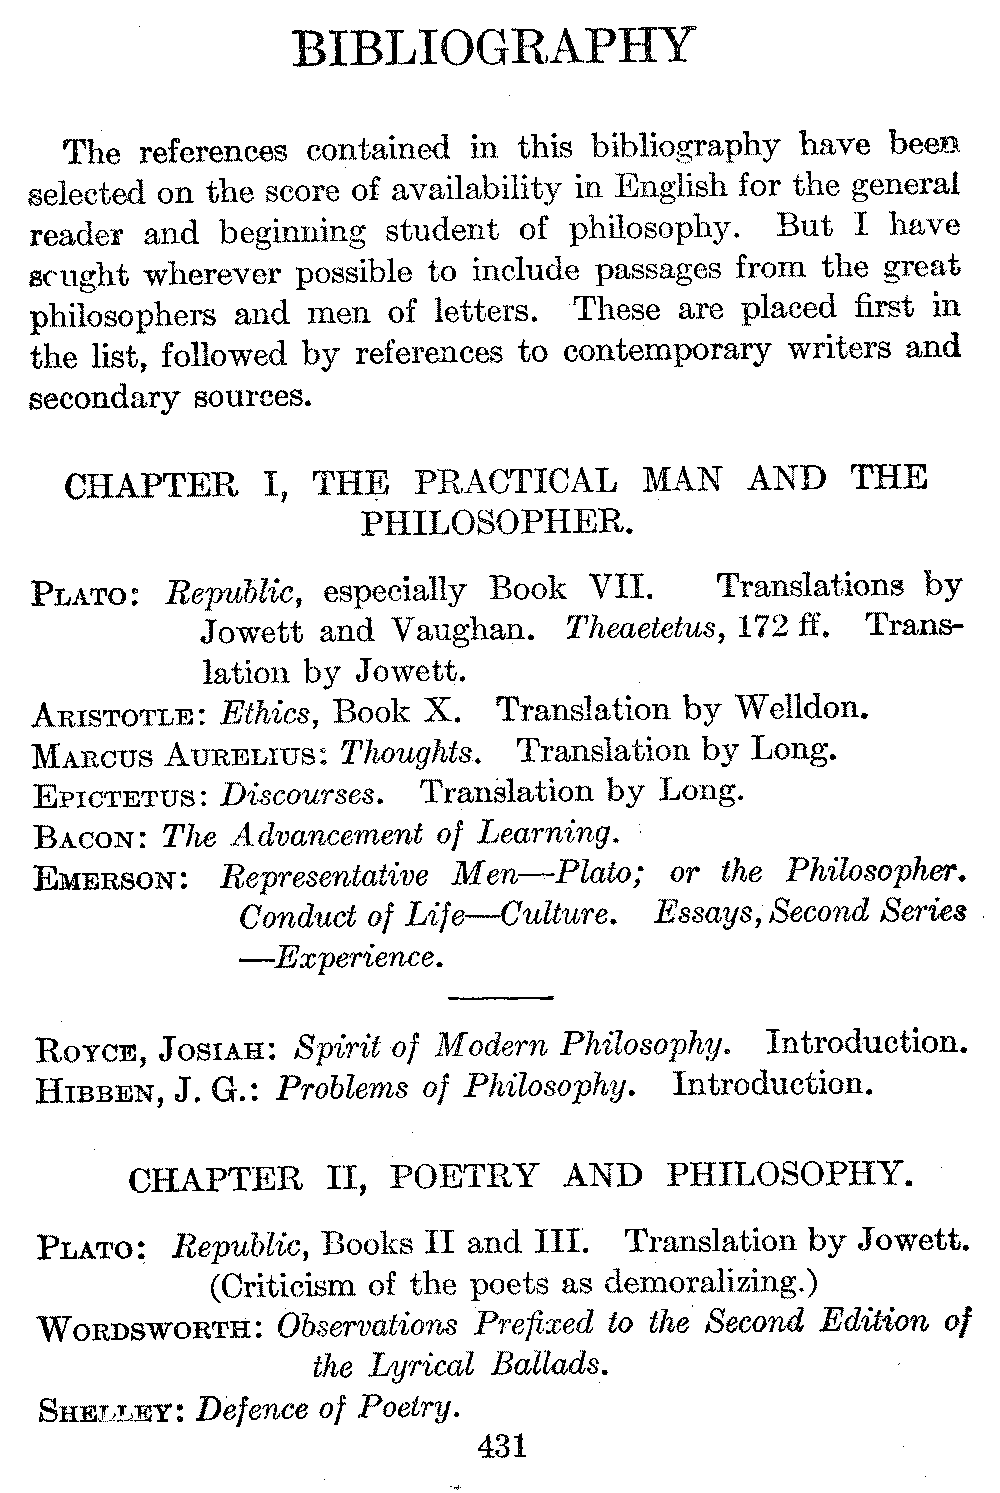 BIBLIOGRAPHY
The references contained in this bibliography have been
selected on the score of availability in English for the general
reader and beginning student of philosophy. But I have
sought wherever possible to include passages from the great
philosophers and men of letters. These are placed first in
the list, followed by references to contemporary writers and
secondary sources.
CHAPTER I, THE PRACTICAL MAN AND THE
PHILOSOPHER.
PLATO: Republic, especially Book VII. Translations by
Jowett and Vaughan. Theaetetus, 172 ff. Trans-
lation by Jowett.
ARISTOTLE: Ethics, Book X. Translation by Welldon.
MARCUS AURELIUS: Thoughts. Translation by Long.
EPICTETUS: Discourses. Translation by Long.
BACON: The Advancement of Learning.
EMERSON: Representative Men—Plato; or the Philosopher.
Conduct of Life—Culture. Essays, Second Series
—Experience.
ROYCE, JOSIAH: Spirit of Modern Philosophy. Introduction.
HIBBEN, J. G.: Problems of Philosophy. Introduction.
CHAPTER II, POETRY AND PHILOSOPHY.
PLATO: Republic, Books II and III. Translation by Jowett.
(Criticism of the poets as demoralizing.)
WORDSWORTH: Observations Prefixed to the Second Edition of
the Lyrical Ballads.
SHELLEY: Defence of Poetry.
431